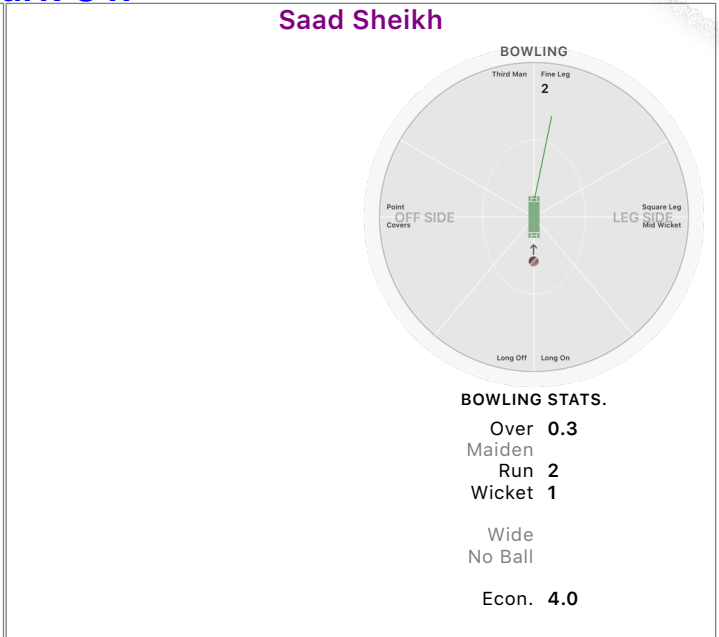 Saad Sheikh
BOWLING
Third Man Fine Leg
2
Point Square Leg
OFF SIDE LEG SIDE
Covers Mid Wicket
Long Off Long On
BOWLING STATS.
Over 0.3
Maiden
Run 2
Wicket 1
Wide
No Ball
Econ. 4.0